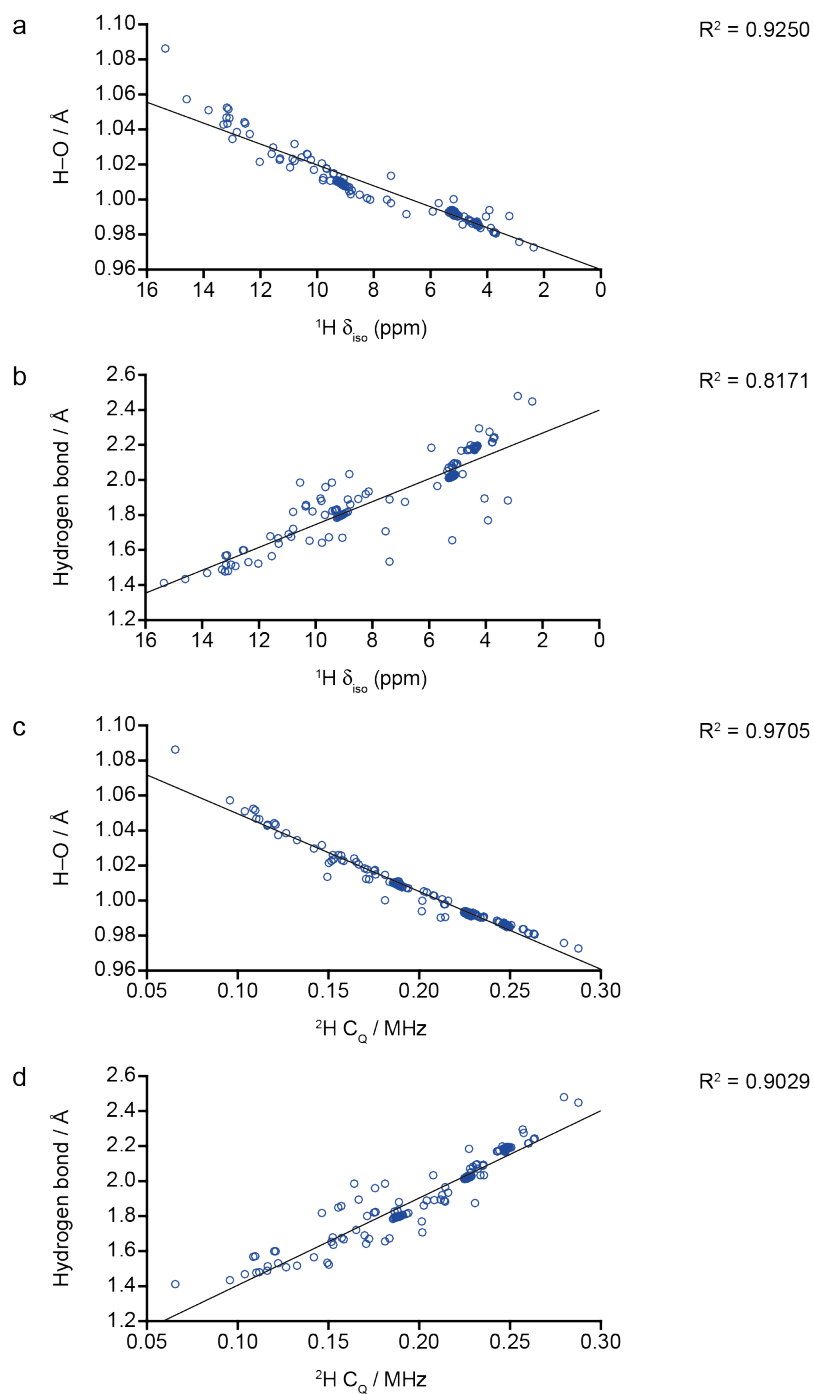 a
R² = 0.9250
H–O / Å
1.10
1.08
1.06
1.04
1.02
1.00
0.98
0.96
16 14 12 10 8 6 4 2 0
¹H δiso (ppm)
b
R² = 0.8171
Hydrogen bond / Å
2.6
2.4
2.2
2.0
1.8
1.6
1.4
1.2
16 14 12 10 8 6 4 2 0
¹H δiso (ppm)
c
R² = 0.9705
H–O / Å
1.10
1.08
1.06
1.04
1.02
1.00
0.98
0.96
0.05 0.10 0.15 0.20 0.25 0.30
²H CQ / MHz
d
R² = 0.9029
Hydrogen bond / Å
2.6
2.4
2.2
2.0
1.8
1.6
1.4
1.2
0.05 0.10 0.15 0.20 0.25 0.30
²H CQ / MHz